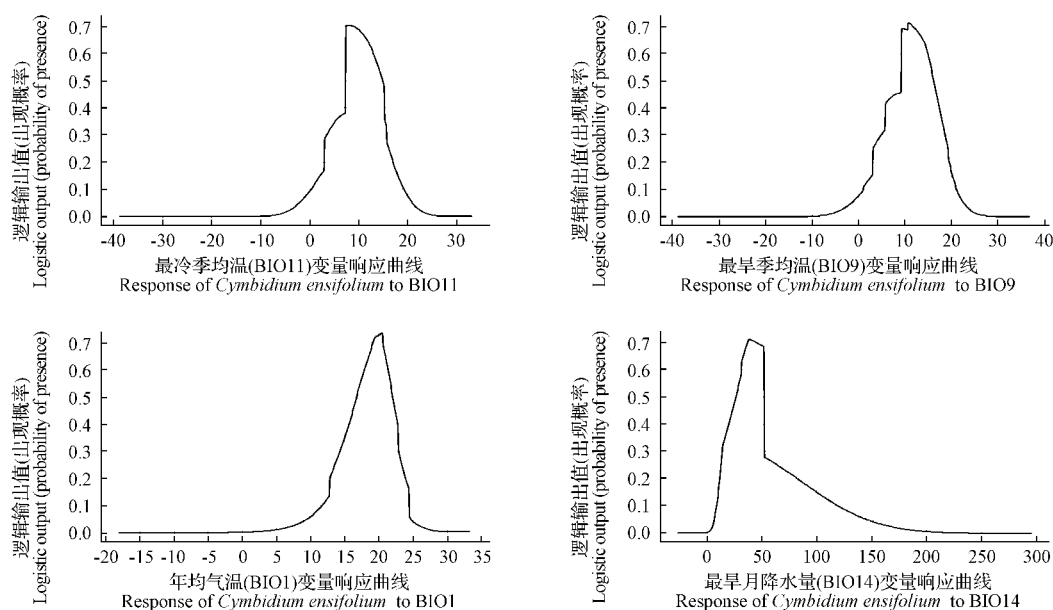 逻辑输出值(出现概率)
Logistic output (probability of presence)
0.7
0.6
0.5
0.4
0.3
0.2
0.1
0.0
-40 -30 -20 -10 0 10 20 30
最冷季均温(BIO11)变量响应曲线
Response of Cymbidium ensifolium to BIO11
逻辑输出值(出现概率)
Logistic output (probability of presence)
0.7
0.6
0.5
0.4
0.3
0.2
0.1
0.0
-40 -30 -20 -10 0 10 20 30 40
最旱季均温(BIO9)变量响应曲线
Response of Cymbidium ensifolium to BIO9
逻辑输出值(出现概率)
Logistic output (probability of presence)
0.7
0.6
0.5
0.4
0.3
0.2
0.1
0.0
-20 -15 -10 -5 0 5 10 15 20 25 30 35
年均气温(BIO1)变量响应曲线
Response of Cymbidium ensifolium to BIO1
逻辑输出值(出现概率)
Logistic output (probability of presence)
0.7
0.6
0.5
0.4
0.3
0.2
0.1
0.0
0 50 100 150 200 250 300
最旱月降水量(BIO14)变量响应曲线
Response of Cymbidium ensifolium to BIO14